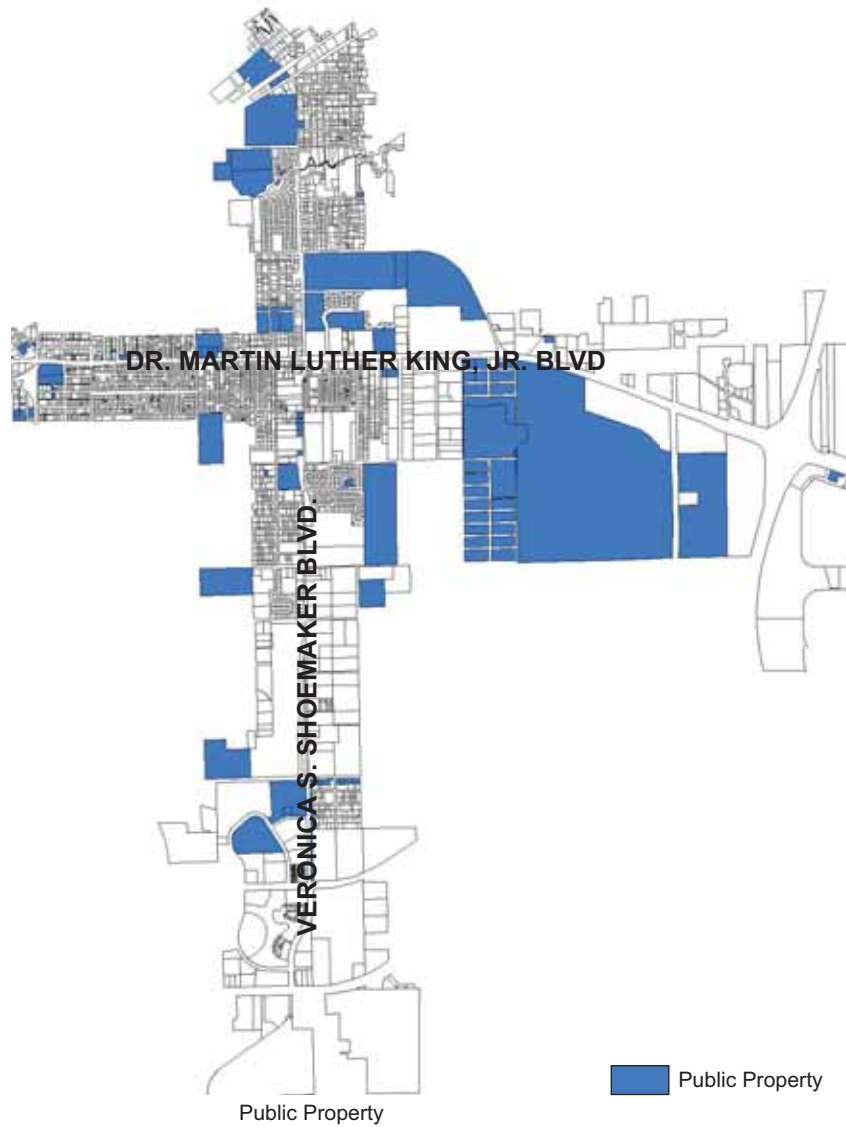 DR. MARTIN LUTHER KING, JR. BLVD
VERONICA S. SHOEMAKER BLVD.
Public Property
Public Property